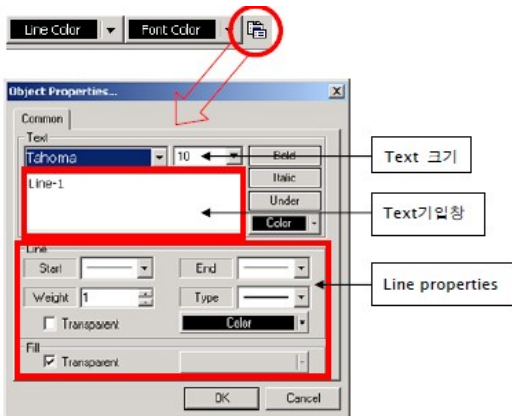 Line Color Font Color
Object Properties...
Common
Text
Tahoma 10 Bold
Text 크기
Italic
Line-1
Under
Text기입창
Color
Line
Start End
Line properties
Weight 1 Type
Transparent Color
Fill
Transparent
OK Cancel